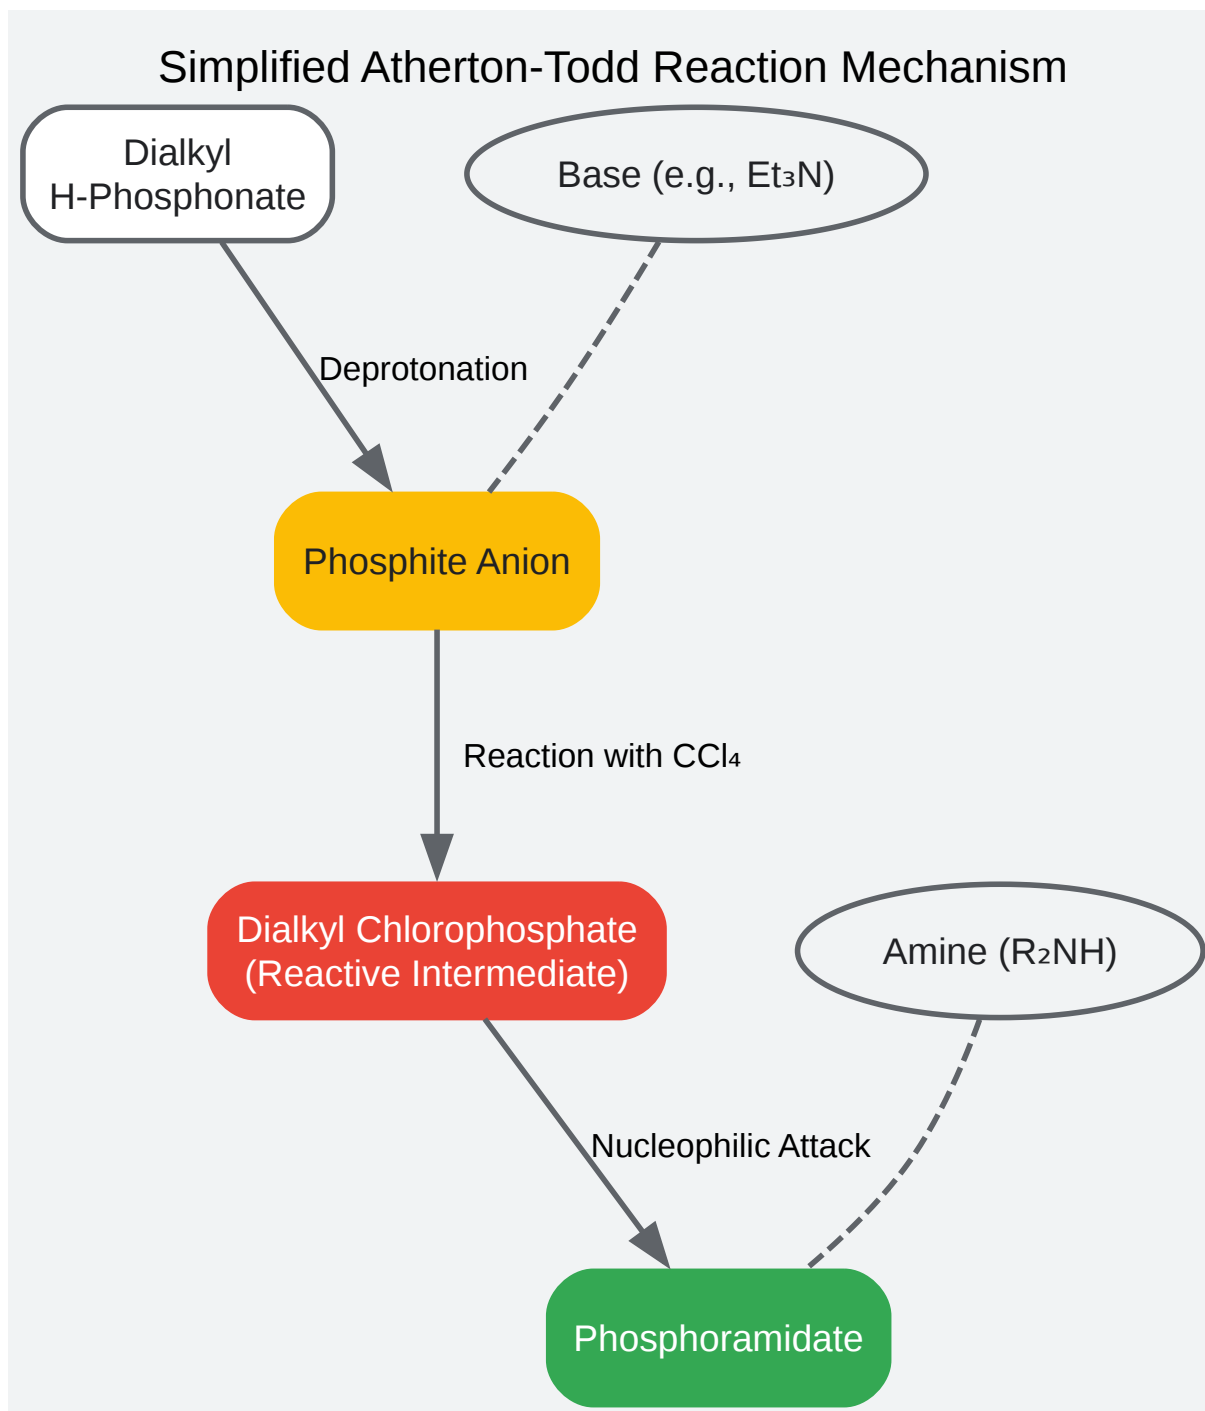 Simplified Atherton-Todd Reaction Mechanism
Dialkyl
H-Phosphonate
Base (e.g., Et₃N)
Deprotonation
Phosphite Anion
Reaction with CCl₄
Dialkyl Chlorophosphate
(Reactive Intermediate)
Amine (R₂NH)
Nucleophilic Attack
Phosphoramidate